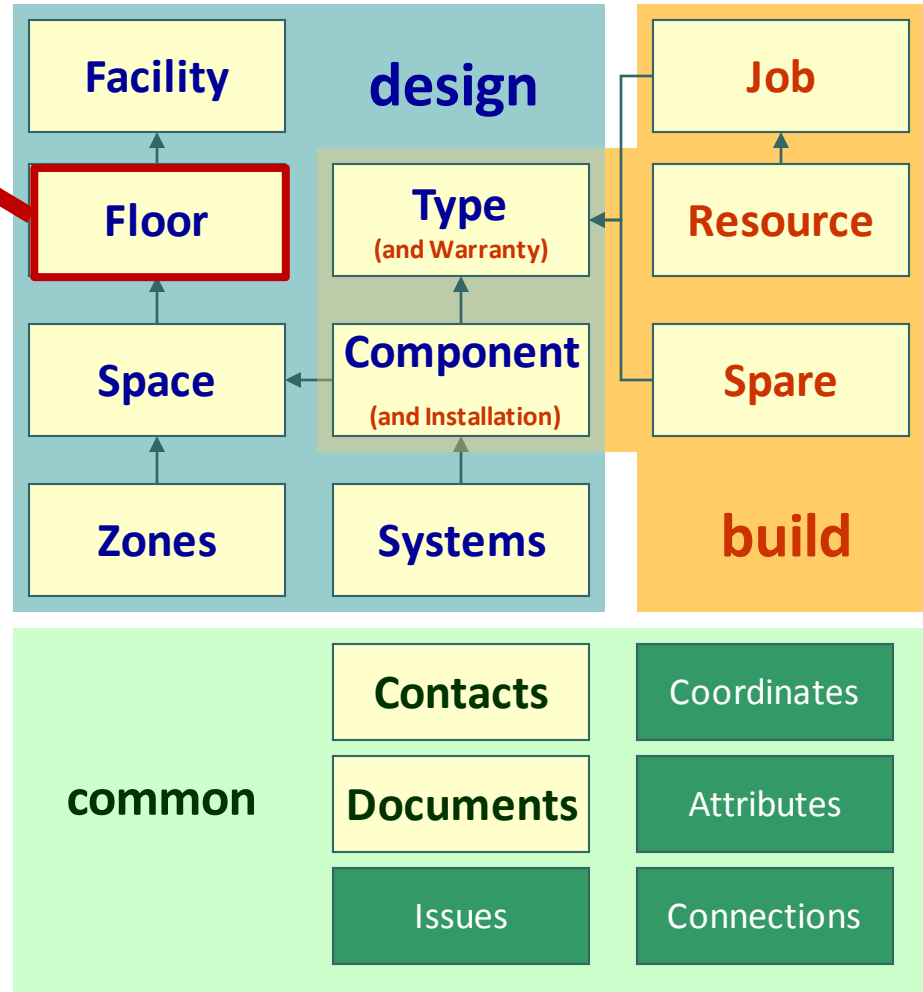 Facility
design
Job
Floor
Type
(and Warranty)
Resource
Space
Component
(and Installation)
Spare
Zones
Systems
build
common
Contacts
Coordinates
Documents
Attributes
Issues
Connections